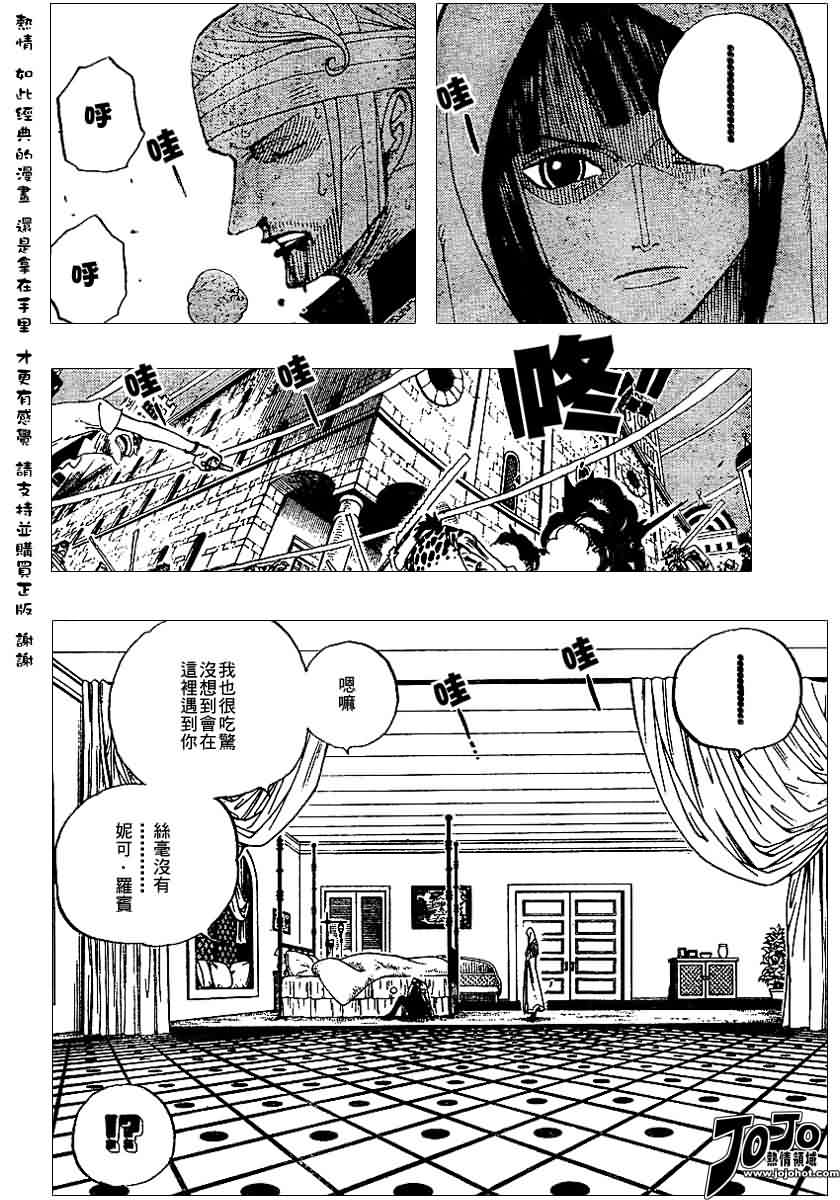 ………………
哇
呼
哇
呼
咚!!
哇
哇
………………
哇
哇
嗯嘛
我也很吃驚
沒想到會在
這裡遇到你
絲毫沒有
…………
妮可·羅賓
!?
熱情 如此經典的漫畫 還是拿在手里 才更有感覺 請支持並購買正版 謝謝
JOJO
熱情領域
www.jojohot.com